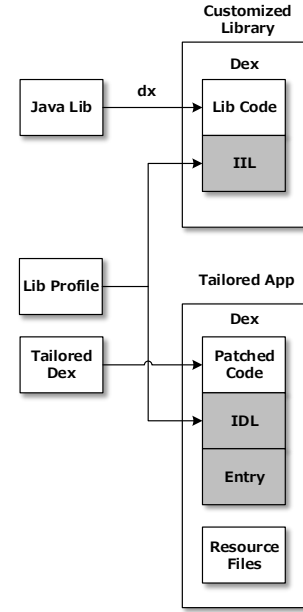 Customized
Library
Dex
Java Lib
dx
Lib Code
IIL
Lib Profile
Tailored App
Dex
Tailored
Dex
Patched
Code
IDL
Entry
Resource
Files